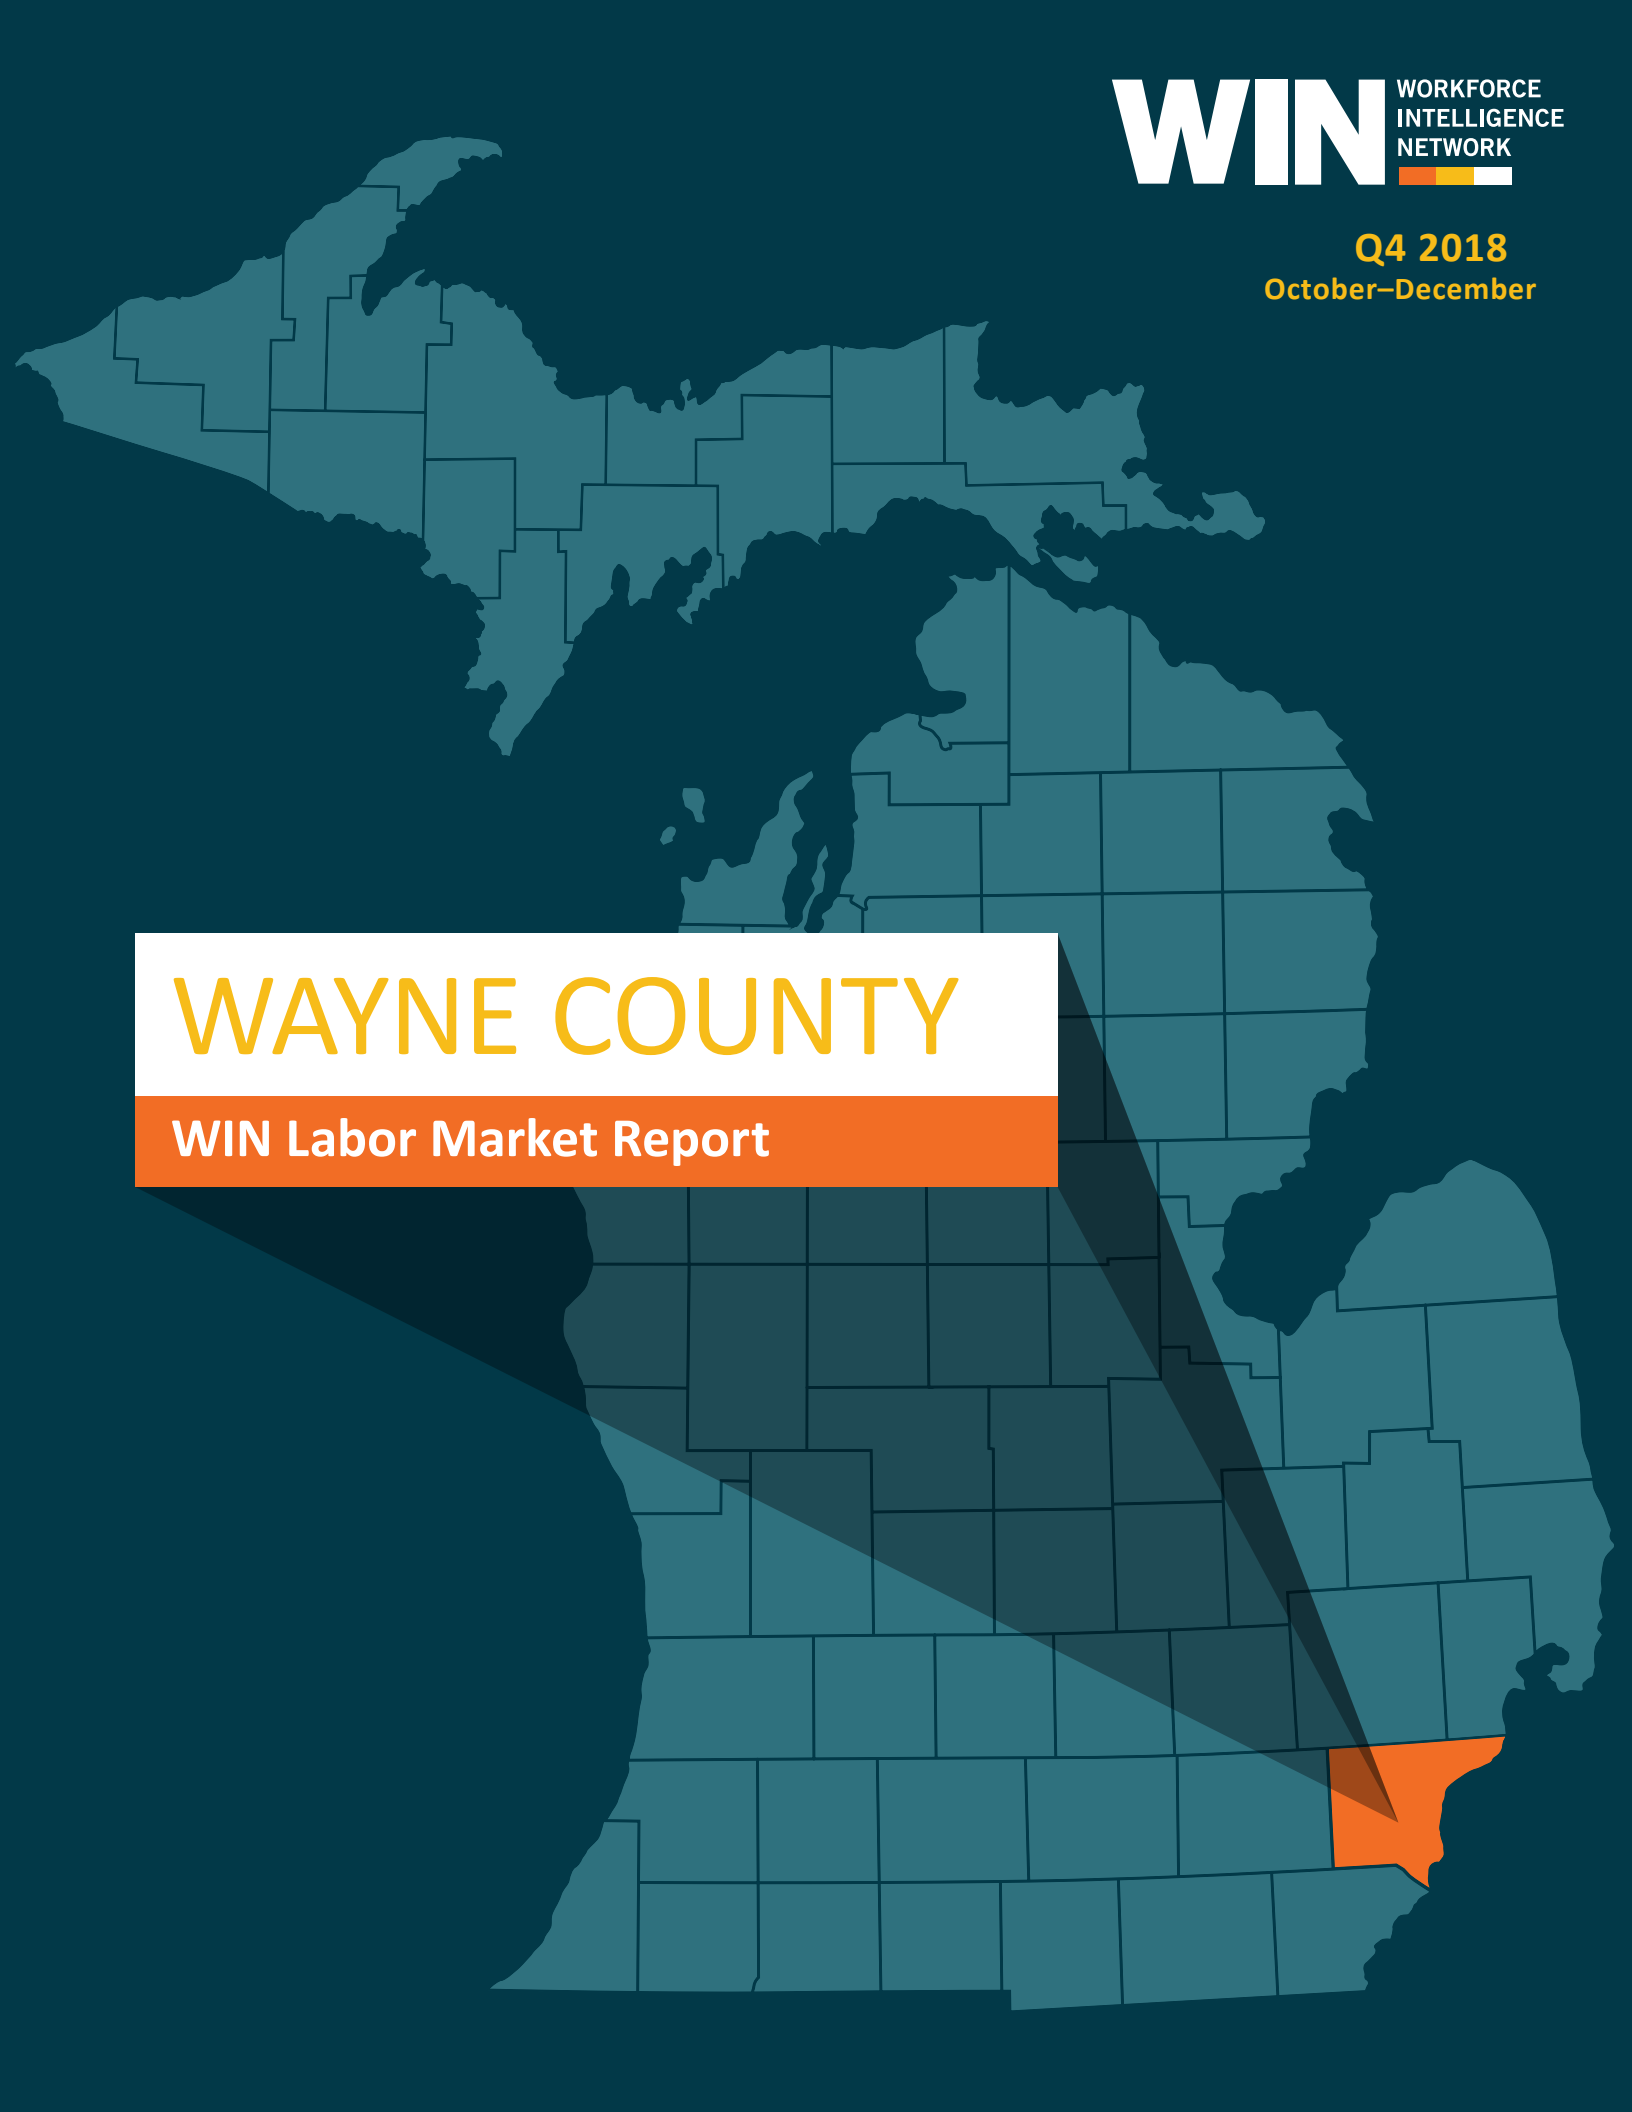 WIN WORKFORCE
INTELLIGENCE
NETWORK
Q4 2018
October–December
WAYNE COUNTY
WIN Labor Market Report